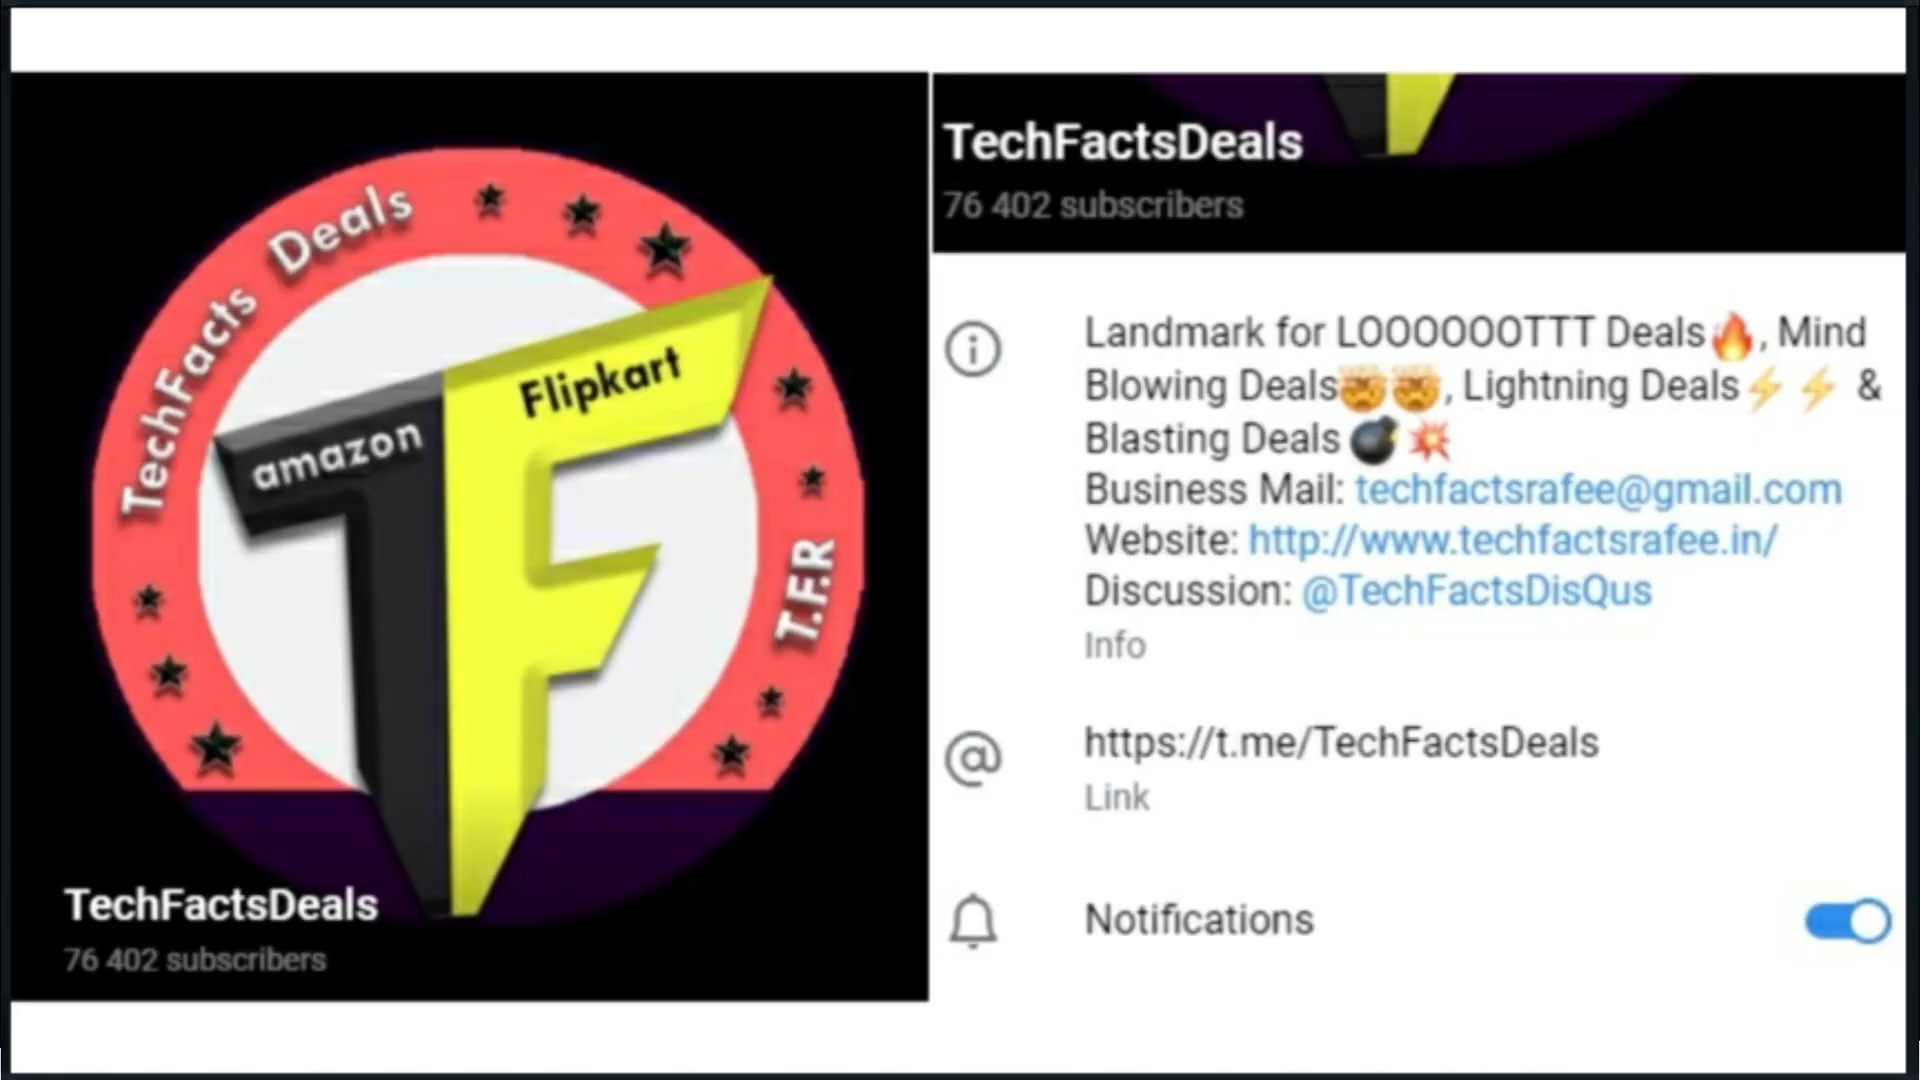 TechFacts Deals
amazon
Flipkart
T.F.R
TechFactsDeals
76 402 subscribers
TechFactsDeals
76 402 subscribers
Landmark for LOOOOOOTTT Deals🔥, Mind
Blowing Deals🤯🤯, Lightning Deals⚡⚡ &
Blasting Deals 💣💥
Business Mail: techfactsrafee@gmail.com
Website: http://www.techfactsrafee.in/
Discussion: @TechFactsDisQus
Info
https://t.me/TechFactsDeals
Link
Notifications